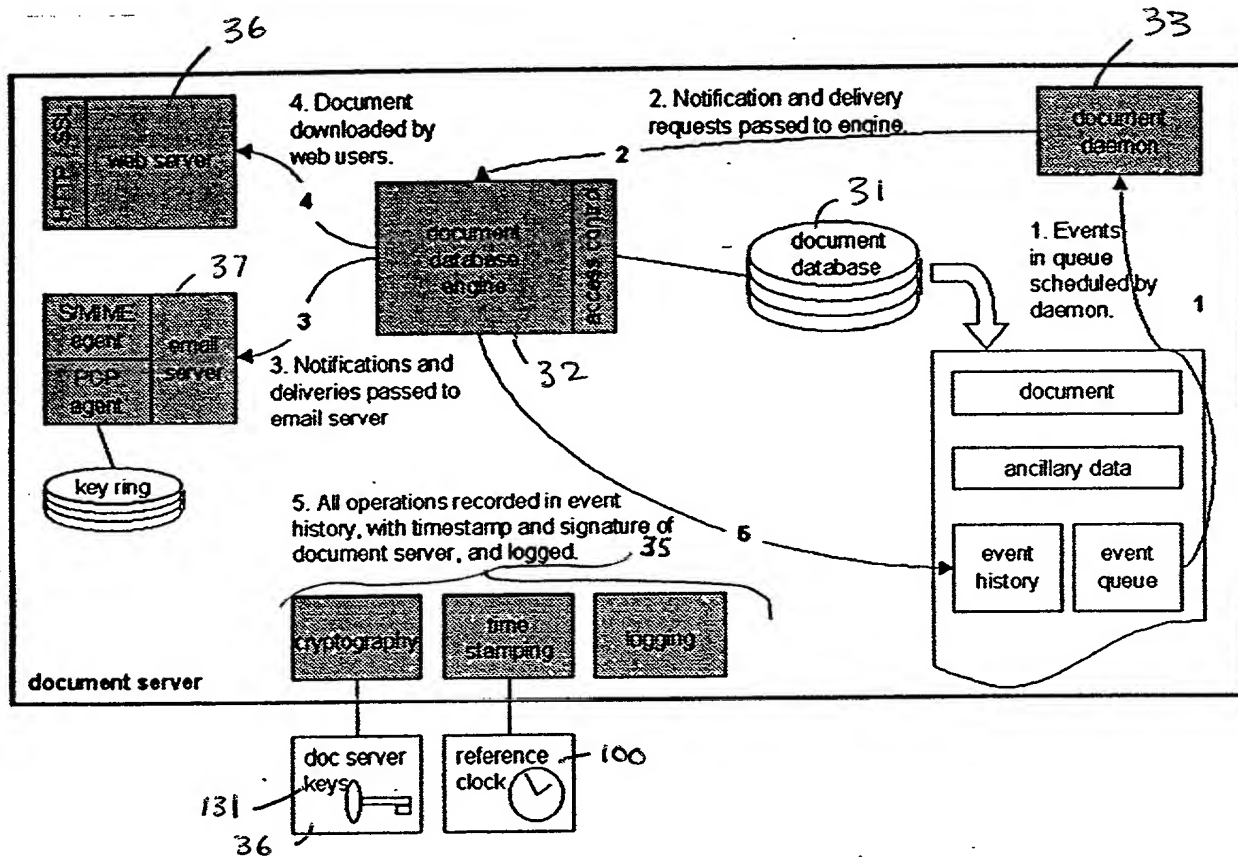 36
33
HTTP / SSL
web server
4. Document
downloaded by
web users.
2. Notification and delivery
requests passed to engine.
2
document
daemon
4
document
database
engine
access control
31
document
database
1. Events
in queue
scheduled by
daemon.
1
37
S/MIME
agent
PGP
agent
email
server
3
3. Notifications and
deliveries passed to
email server
32
key ring
document
ancillary data
event
history
event
queue
5. All operations recorded in event
history, with timestamp and signature of
document server, and logged.
35
5
cryptography
time
stamping
logging
document server
doc server
keys
131
36
reference
clock
100